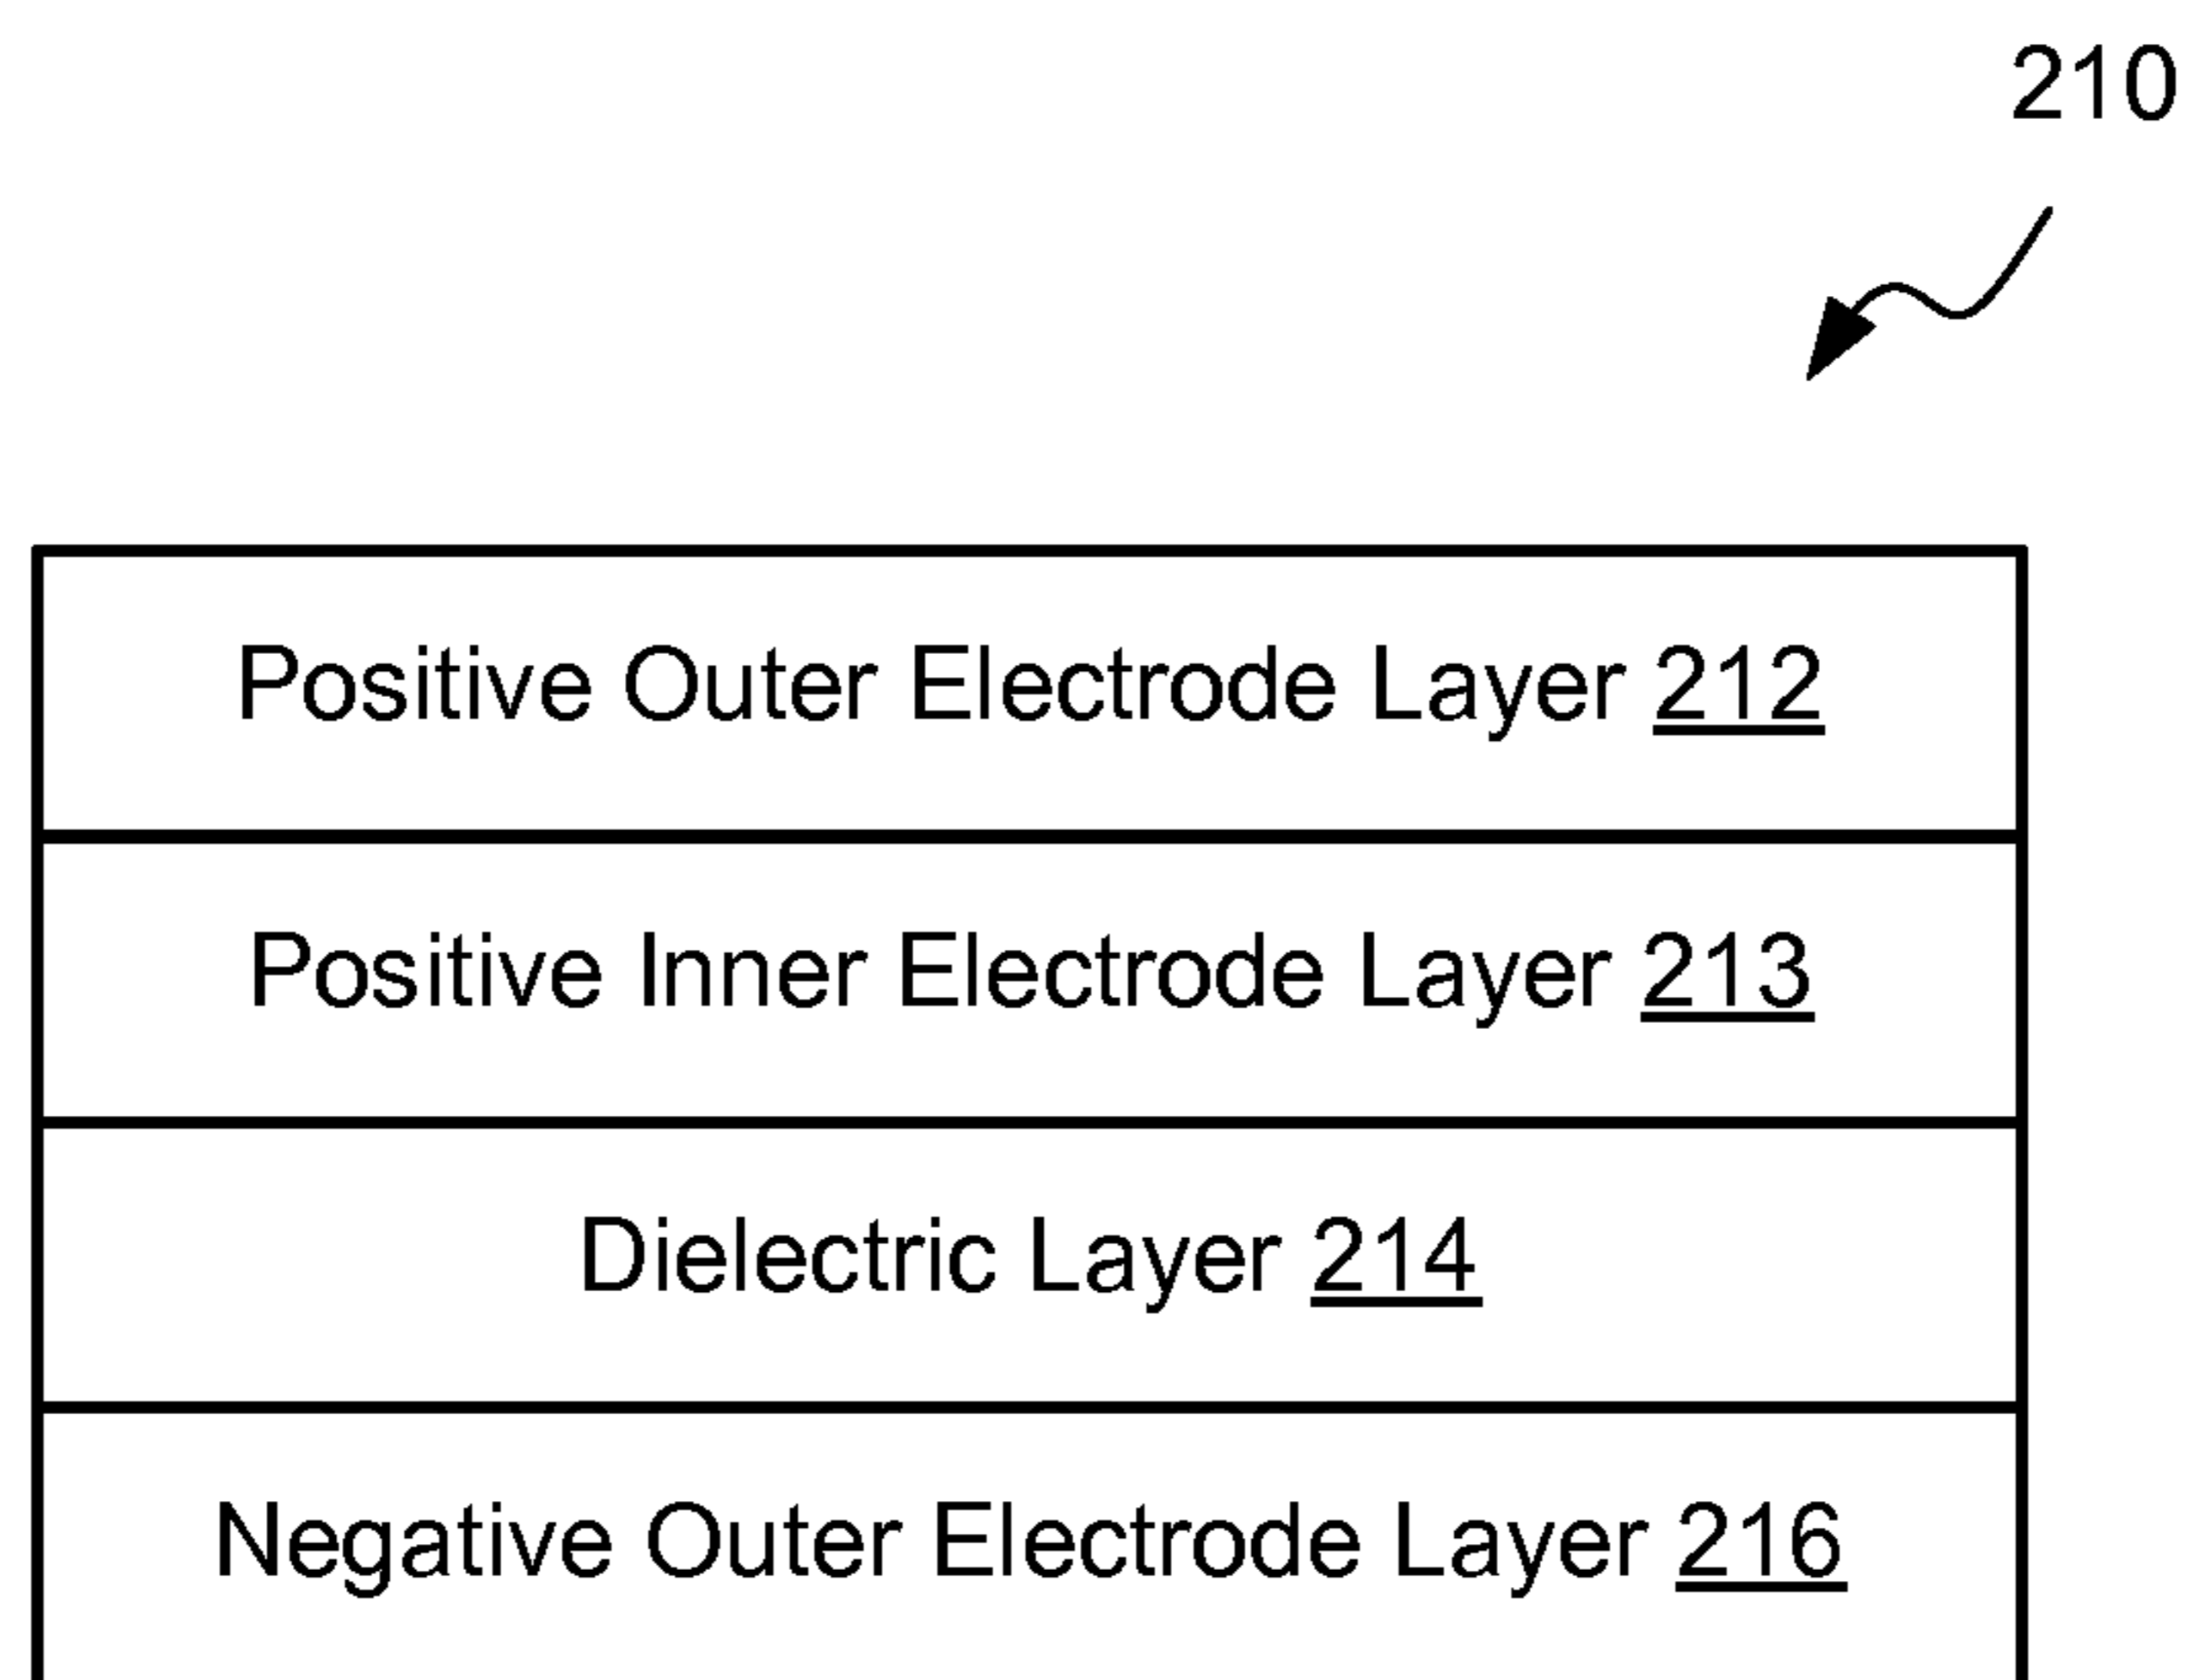 210
Positive Outer Electrode Layer 212
Positive Inner Electrode Layer 213
Dielectric Layer 214
Negative Outer Electrode Layer 216